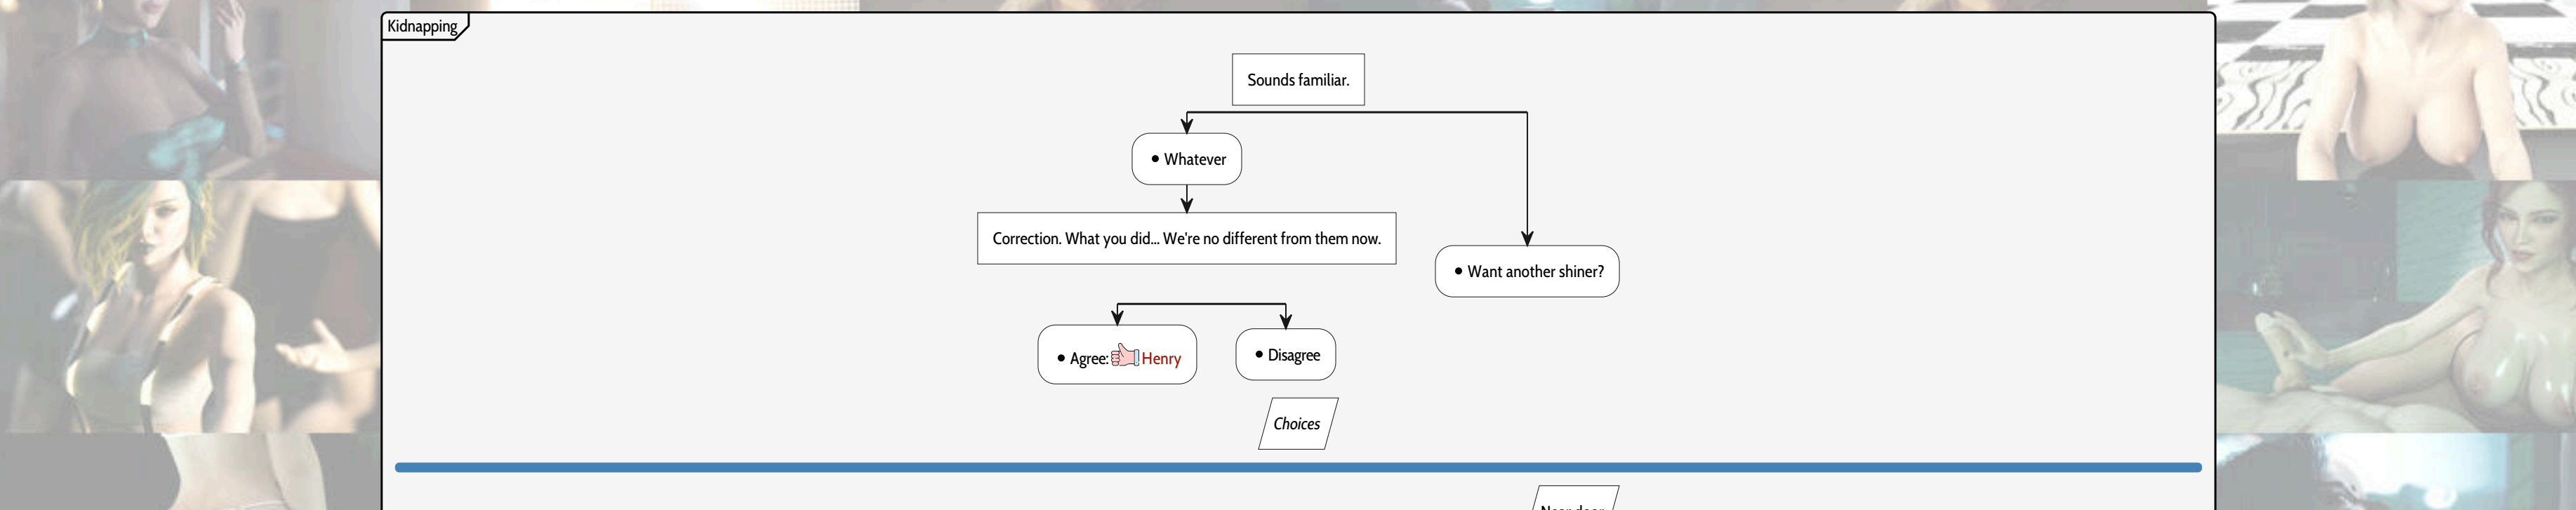 Kidnapping
Sounds familiar.
• Whatever
Correction. What you did... We're no different from them now.
• Want another shiner?
• Agree: Henry
• Disagree
Choices